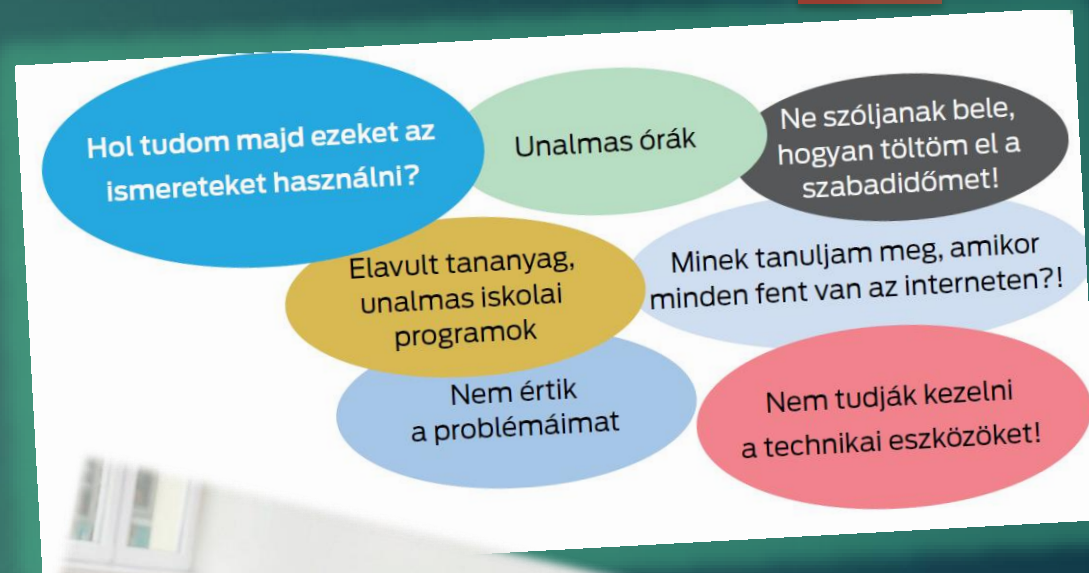 Hol tudom majd ezeket az
ismereteket használni?
Unalmas órák
Ne szóljanak bele,
hogyan töltöm el a
szabadidőmet!
Elavult tananyag,
unalmas iskolai
programok
Minek tanuljam meg, amikor
minden fent van az interneten?!
Nem értik
a problémáimat
Nem tudják kezelni
a technikai eszközöket!